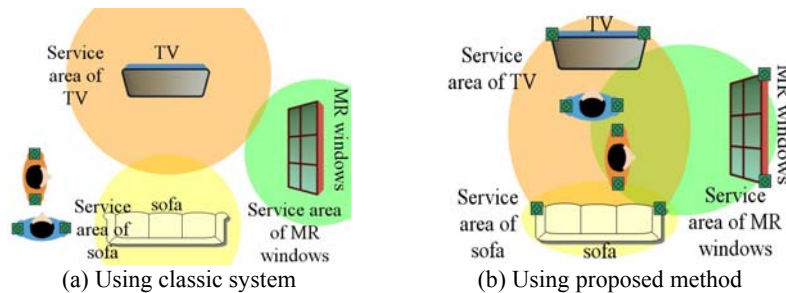 Service
area of
TV
TV
MR windows
sofa
Service
area of
sofa
Service area
of MR
windows
(a) Using classic system
TV
Service
area of TV
MR Windows
Service
area of
sofa
sofa
Service
area of MR
windows
(b) Using proposed method